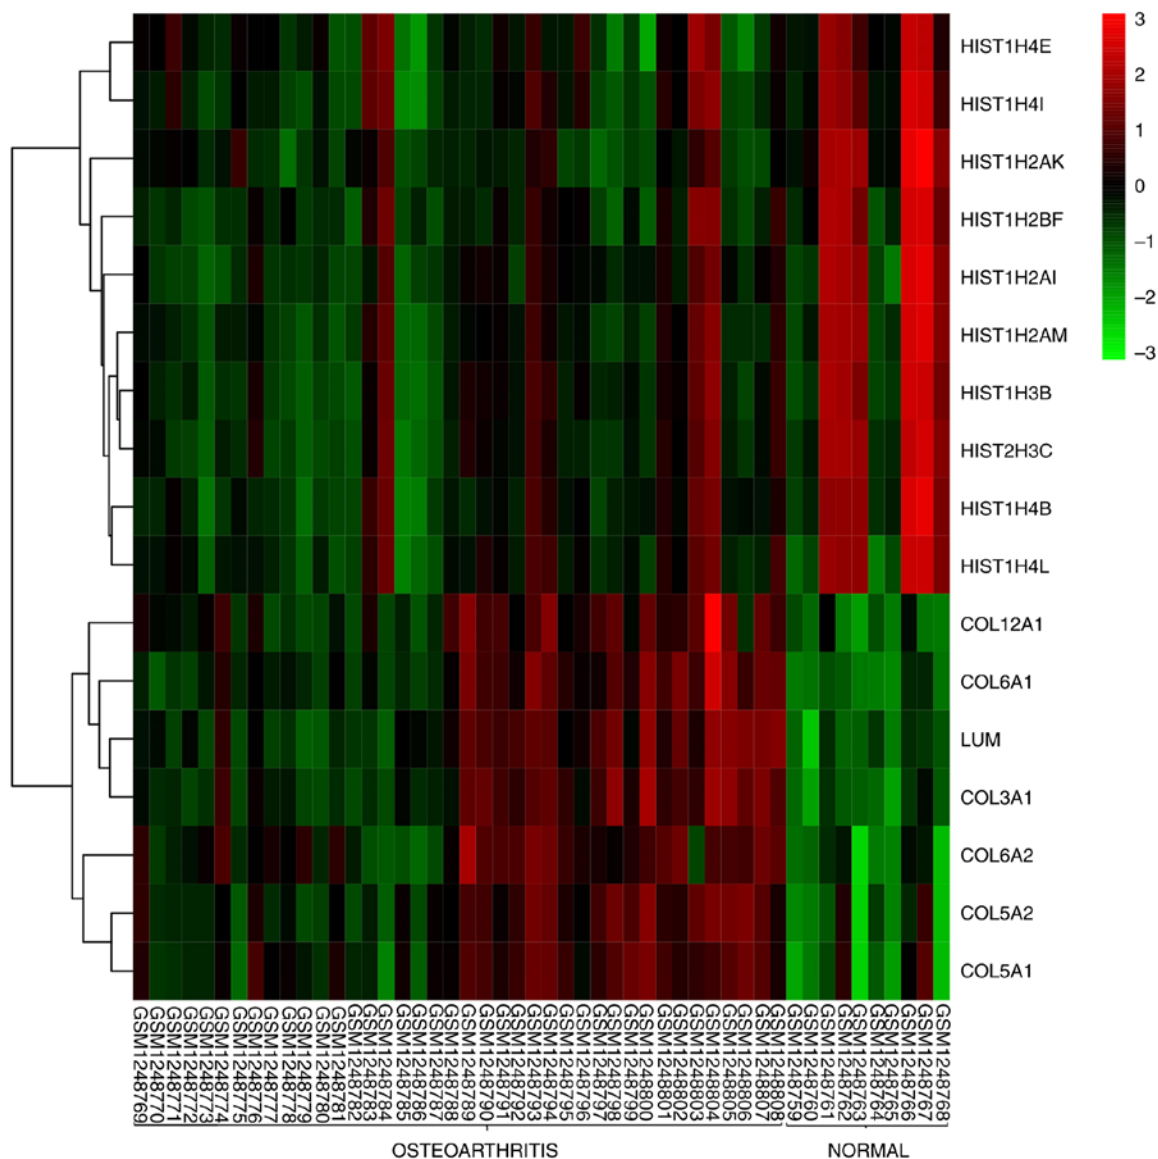 HIST1H4E
HIST1H4I
HIST1H2AK
HIST1H2BF
HIST1H2AI
HIST1H2AM
HIST1H3B
HIST2H3C
HIST1H4B
HIST1H4L
COL12A1
COL6A1
LUM
COL3A1
COL6A2
COL5A2
COL5A1
3
2
1
0
−1
−2
−3
GSM1248769
GSM1248770
GSM1248771
GSM1248772
GSM1248773
GSM1248774
GSM1248775
GSM1248776
GSM1248777
GSM1248778
GSM1248779
GSM1248780
GSM1248781
GSM1248782
GSM1248783
GSM1248784
GSM1248785
GSM1248786
GSM1248787
GSM1248788
GSM1248789
GSM1248790
GSM1248791
GSM1248792
GSM1248793
GSM1248794
GSM1248795
GSM1248796
GSM1248797
GSM1248798
GSM1248799
GSM1248800
GSM1248801
GSM1248802
GSM1248803
GSM1248804
GSM1248805
GSM1248806
GSM1248807
GSM1248808
GSM1248759
GSM1248760
GSM1248761
GSM1248762
GSM1248763
GSM1248764
GSM1248765
GSM1248766
GSM1248767
GSM1248768
OSTEOARTHRITIS
NORMAL